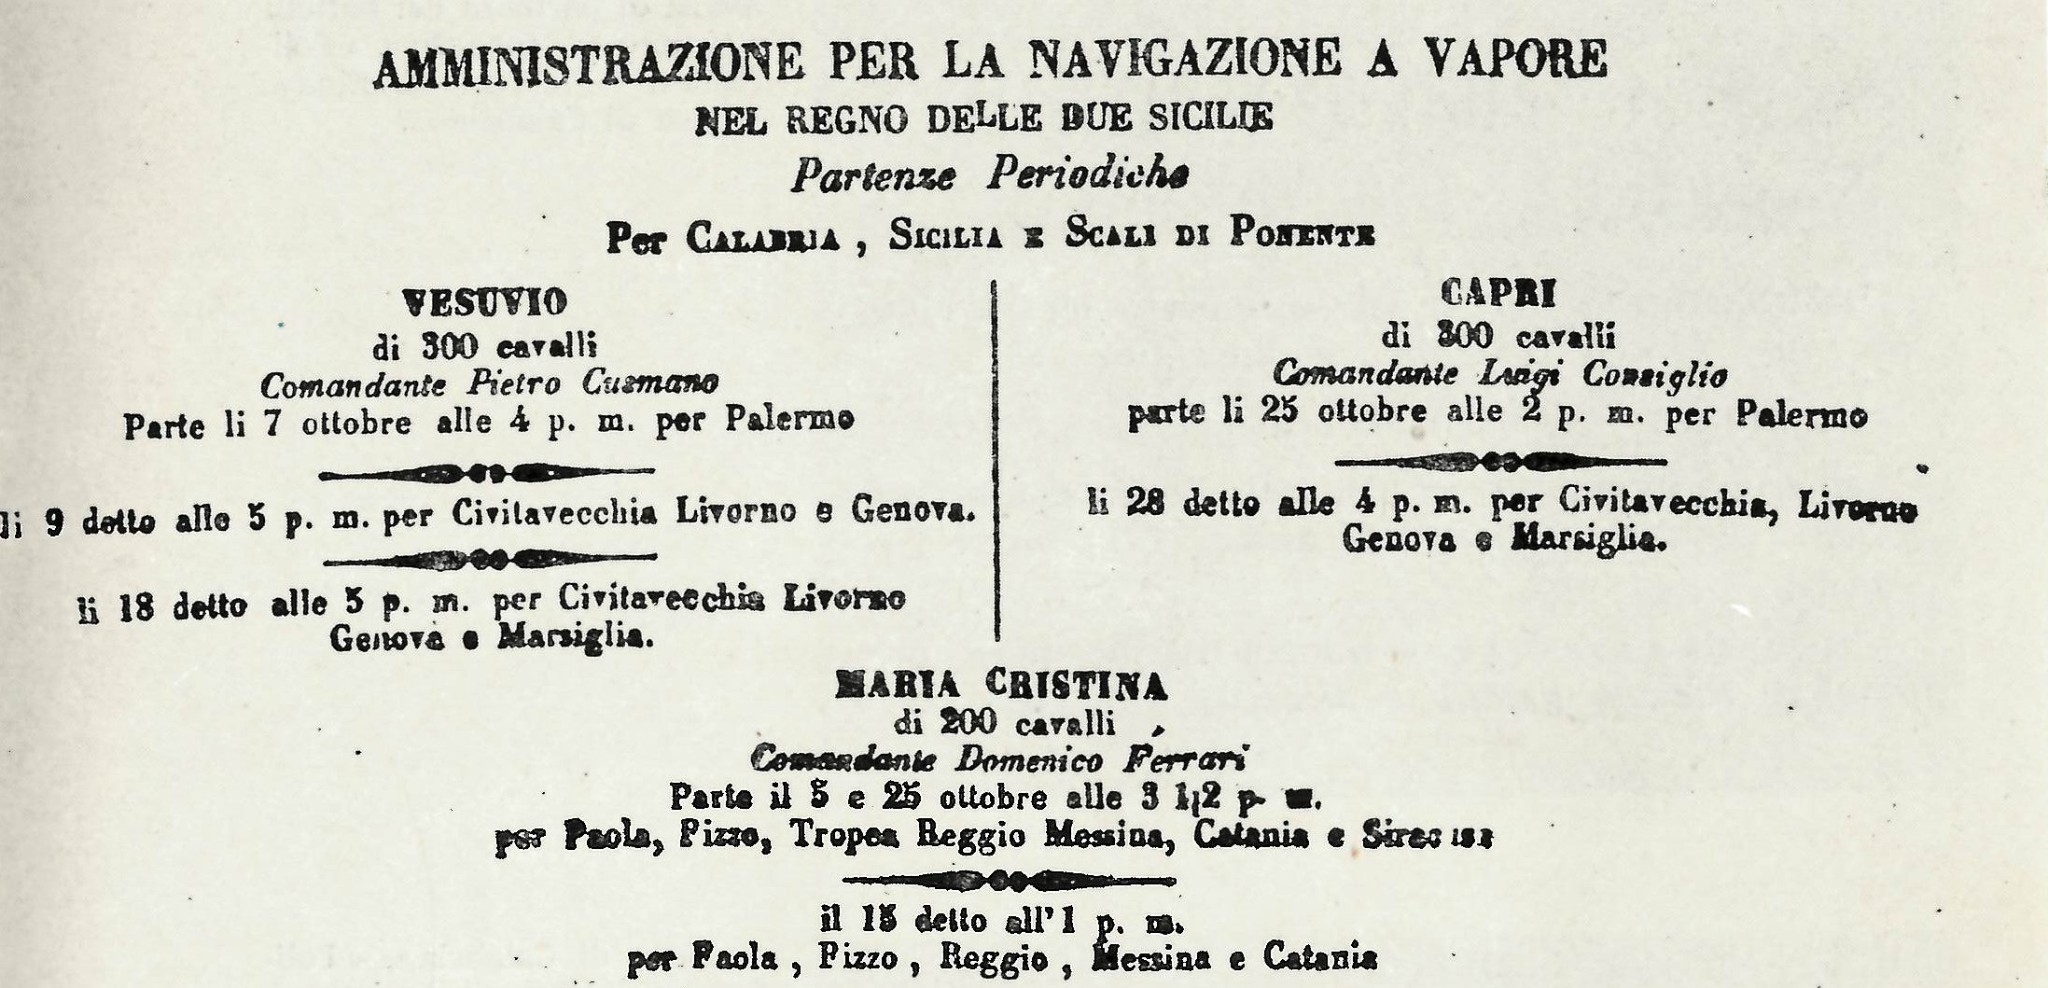 AMMINISTRAZIONE PER LA NAVIGAZIONE A VAPORE
NEL REGNO DELLE DUE SICILIE
Partenze Periodiche
Per CALABRIA , SICILIA E SCALI DI PONENTE
VESUVIO
di 300 cavalli
Comandante Pietro Cusmano
Parte li 7 ottobre alle 4 p. m. per Palermo
li 9 detto alle 5 p. m. per Civitavecchia Livorno e Genova.
li 18 detto alle 5 p. m. per Civitavecchia Livorno
Genova e Marsiglia.
CAPRI
di 300 cavalli
Comandante Luigi Consiglio
parte li 25 ottobre alle 2 p. m. per Palermo
li 28 detto alle 4 p. m. per Civitavecchia, Livorno
Genova e Marsiglia.
MARIA CRISTINA
di 200 cavalli
Comandante Domenico Ferrari
Parte il 5 e 25 ottobre alle 3 1/2 p. m.
per Paola, Pizzo, Tropea Reggio Messina, Catania e Siracusa
il 15 detto all' 1 p. m.
per Paola , Pizzo , Reggio , Messina e Catania